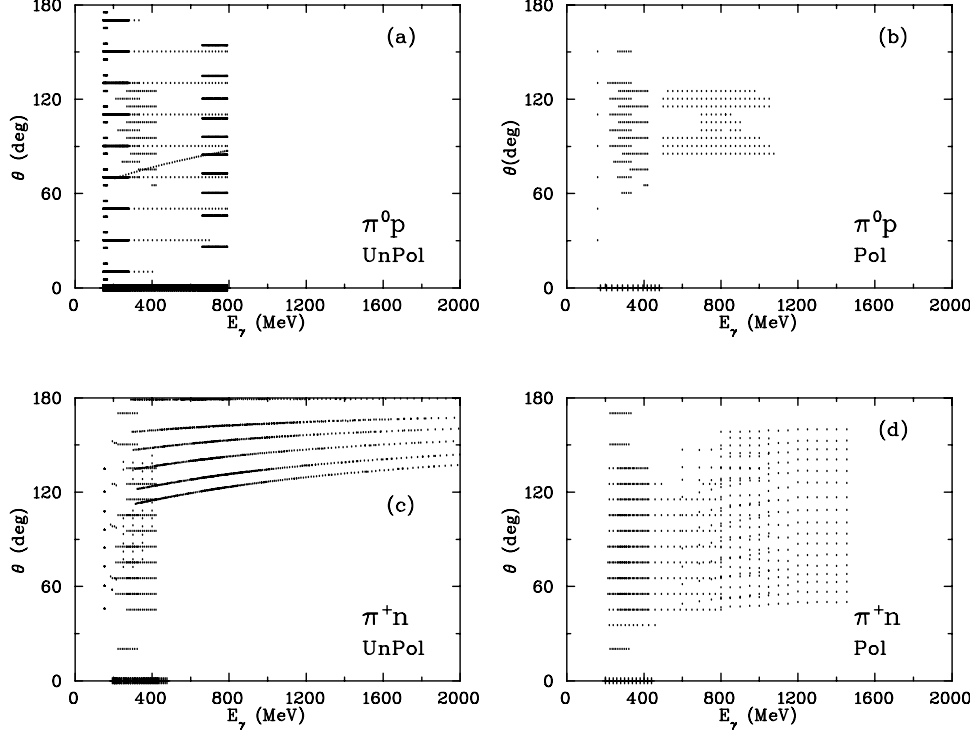 180
120
60
0
θ (deg)
(a)
π⁰p
UnPol
0 400 800 1200 1600 2000
E_γ (MeV)
180
120
60
0
θ(deg)
(b)
π⁰p
Pol
0 400 800 1200 1600 2000
E_γ (MeV)
180
120
60
0
θ (deg)
(c)
π⁺n
UnPol
0 400 800 1200 1600 2000
E_γ (MeV)
180
120
60
0
θ (deg)
(d)
π⁺n
Pol
0 400 800 1200 1600 2000
E_γ (MeV)